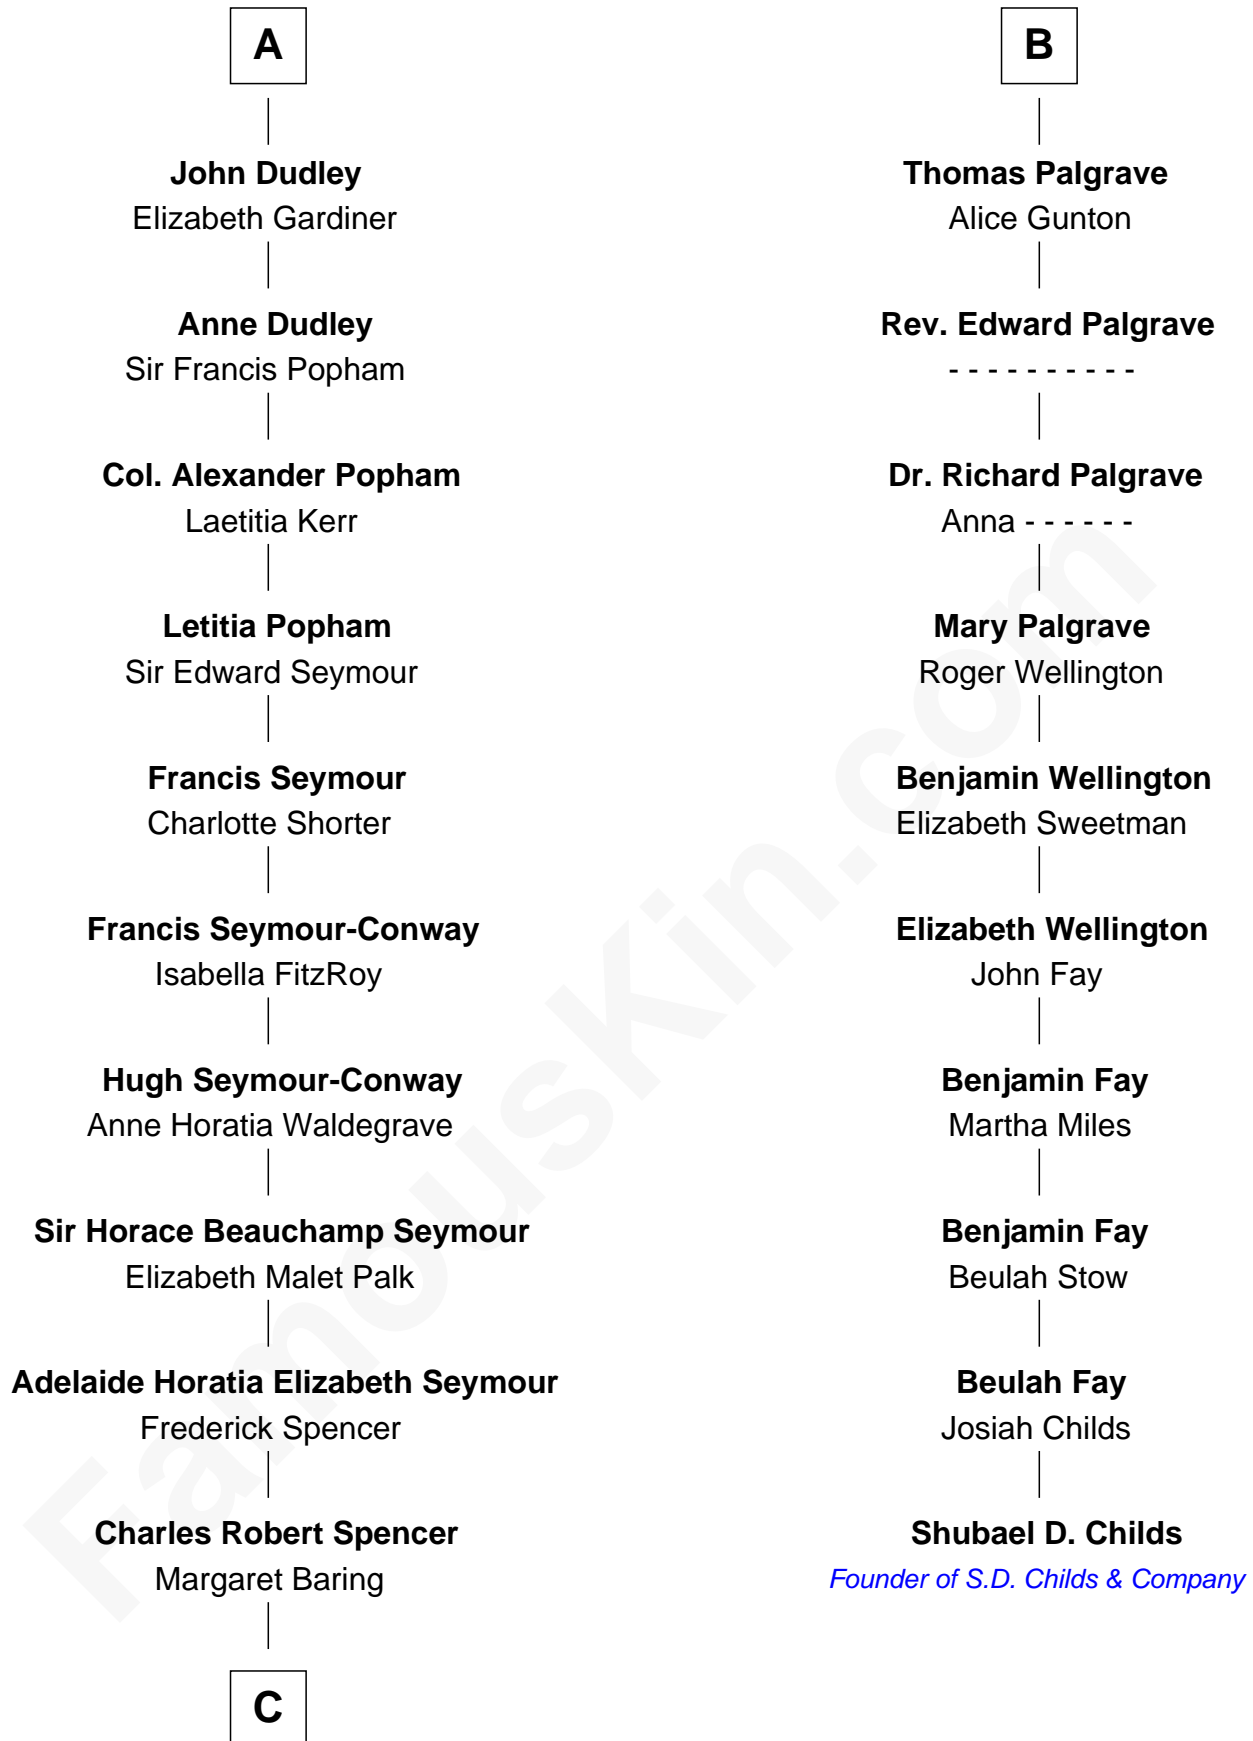 A
John Dudley
Elizabeth Gardiner
Anne Dudley
Sir Francis Popham
Col. Alexander Popham
Laetitia Kerr
Letitia Popham
Sir Edward Seymour
Francis Seymour
Charlotte Shorter
Francis Seymour-Conway
Isabella FitzRoy
Hugh Seymour-Conway
Anne Horatia Waldegrave
Sir Horace Beauchamp Seymour
Elizabeth Malet Palk
Adelaide Horatia Elizabeth Seymour
Frederick Spencer
Charles Robert Spencer
Margaret Baring
C
B
Thomas Palgrave
Alice Gunton
Rev. Edward Palgrave
- - - - - - - - - -
Dr. Richard Palgrave
Anna - - - - - -
Mary Palgrave
Roger Wellington
Benjamin Wellington
Elizabeth Sweetman
Elizabeth Wellington
John Fay
Benjamin Fay
Martha Miles
Benjamin Fay
Beulah Stow
Beulah Fay
Josiah Childs
Shubael D. Childs
Founder of S.D. Childs & Company
FamousKin.com